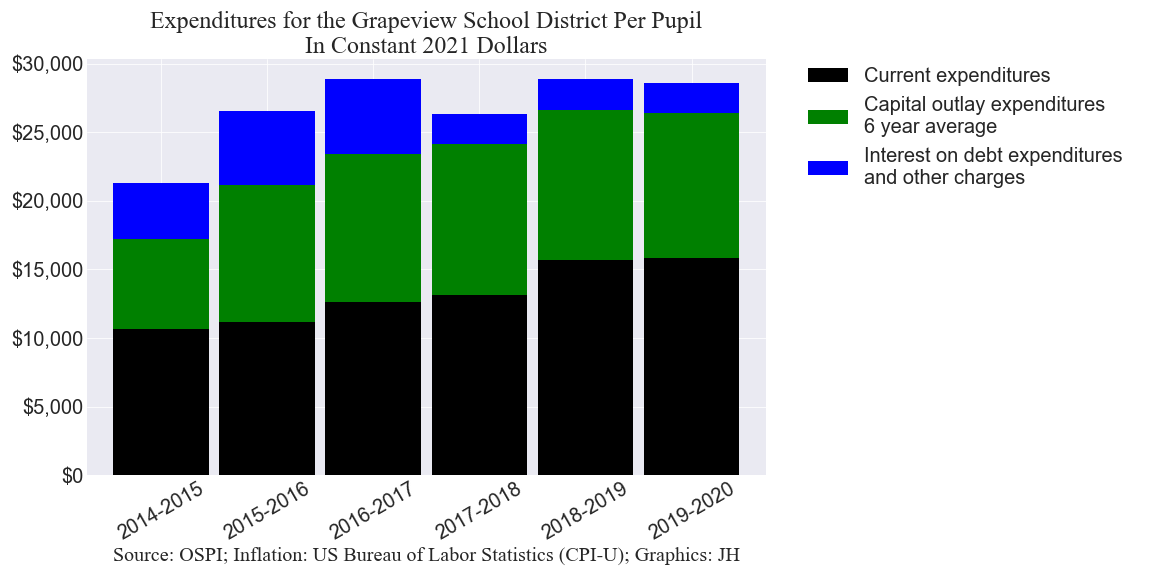 Expenditures for the Grapeview School District Per Pupil
In Constant 2021 Dollars
$30,000
$25,000
$20,000
$15,000
$10,000
$5,000
$0
2014-2015
2015-2016
2016-2017
2017-2018
2018-2019
2019-2020
Current expenditures
Capital outlay expenditures
6 year average
Interest on debt expenditures
and other charges
Source: OSPI; Inflation: US Bureau of Labor Statistics (CPI-U); Graphics: JH